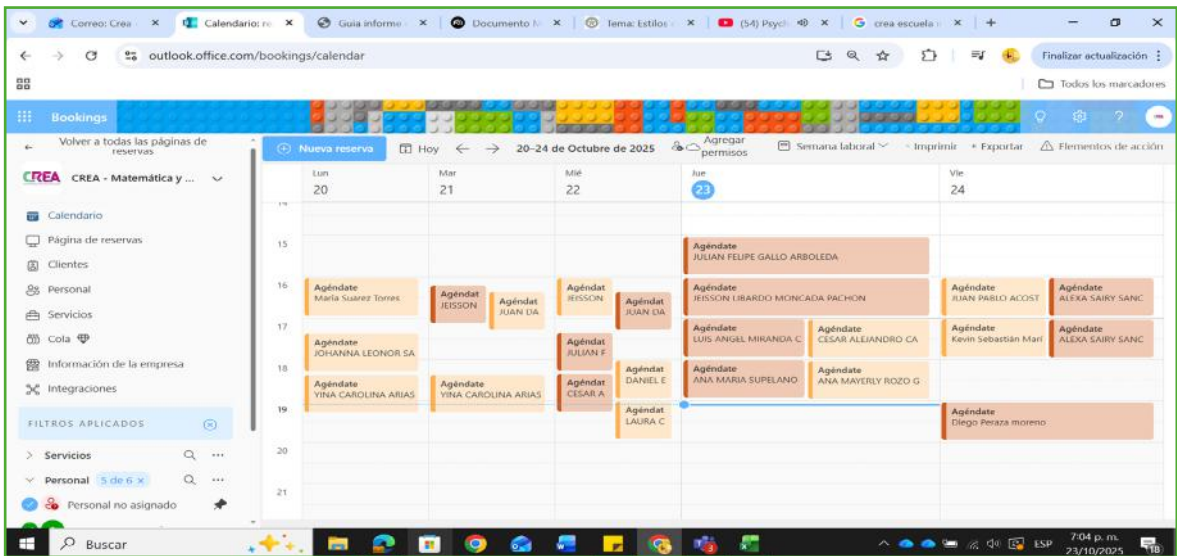 Correo: Crea
Calendario: re
Guia informe
Documento
Tema: Estilos
(54) Psych
crea escuela
outlook.office.com/bookings/calendar
Finalizar actualización
Todos los marcadores
Bookings
Volver a todas las páginas de
reservas
Nueva reserva
Hoy
20–24 de Octubre de 2025
Agregar
permisos
Semana laboral
Imprimir
Exportar
Elementos de acción
CREA CREA - Matemática y ...
Calendario
Página de reservas
Clientes
Personal
Servicios
Cola
Información de la empresa
Integraciones
FILTROS APLICADOS
Servicios
Personal 5 de 6 x
Personal no asignado
Lun
20
Mar
21
Mié
22
Jue
23
Vie
24
14
15
16
17
18
19
20
21
Agéndate
María Suarez Torres
Agéndate
JOHANNA LEONOR SA
Agéndate
YINA CAROLINA ARIAS
Agéndat
JEISSON
Agéndat
JUAN DA
Agéndate
YINA CAROLINA ARIAS
Agéndat
JEISSON
Agéndat
JUAN DA
Agéndat
JULIAN F
Agéndat
DANIEL E
Agéndat
CESAR A
Agéndat
LAURA C
Agéndate
JULIAN FELIPE GALLO ARBOLEDA
Agéndate
JEISSON LIBARDO MONCADA PACHON
Agéndate
LUIS ANGEL MIRANDA C
Agéndate
CESAR ALEJANDRO CA
Agéndate
ANA MARIA SUPELANO
Agéndate
ANA MAYERLY ROZO G
Agéndate
JUAN PABLO ACOST
Agéndate
ALEXA SAIRY SANC
Agéndate
Kevin Sebastián Marí
Agéndate
ALEXA SAIRY SANC
Agéndate
Diego Peraza moreno
Buscar
ESP
7:04 p. m.
23/10/2025